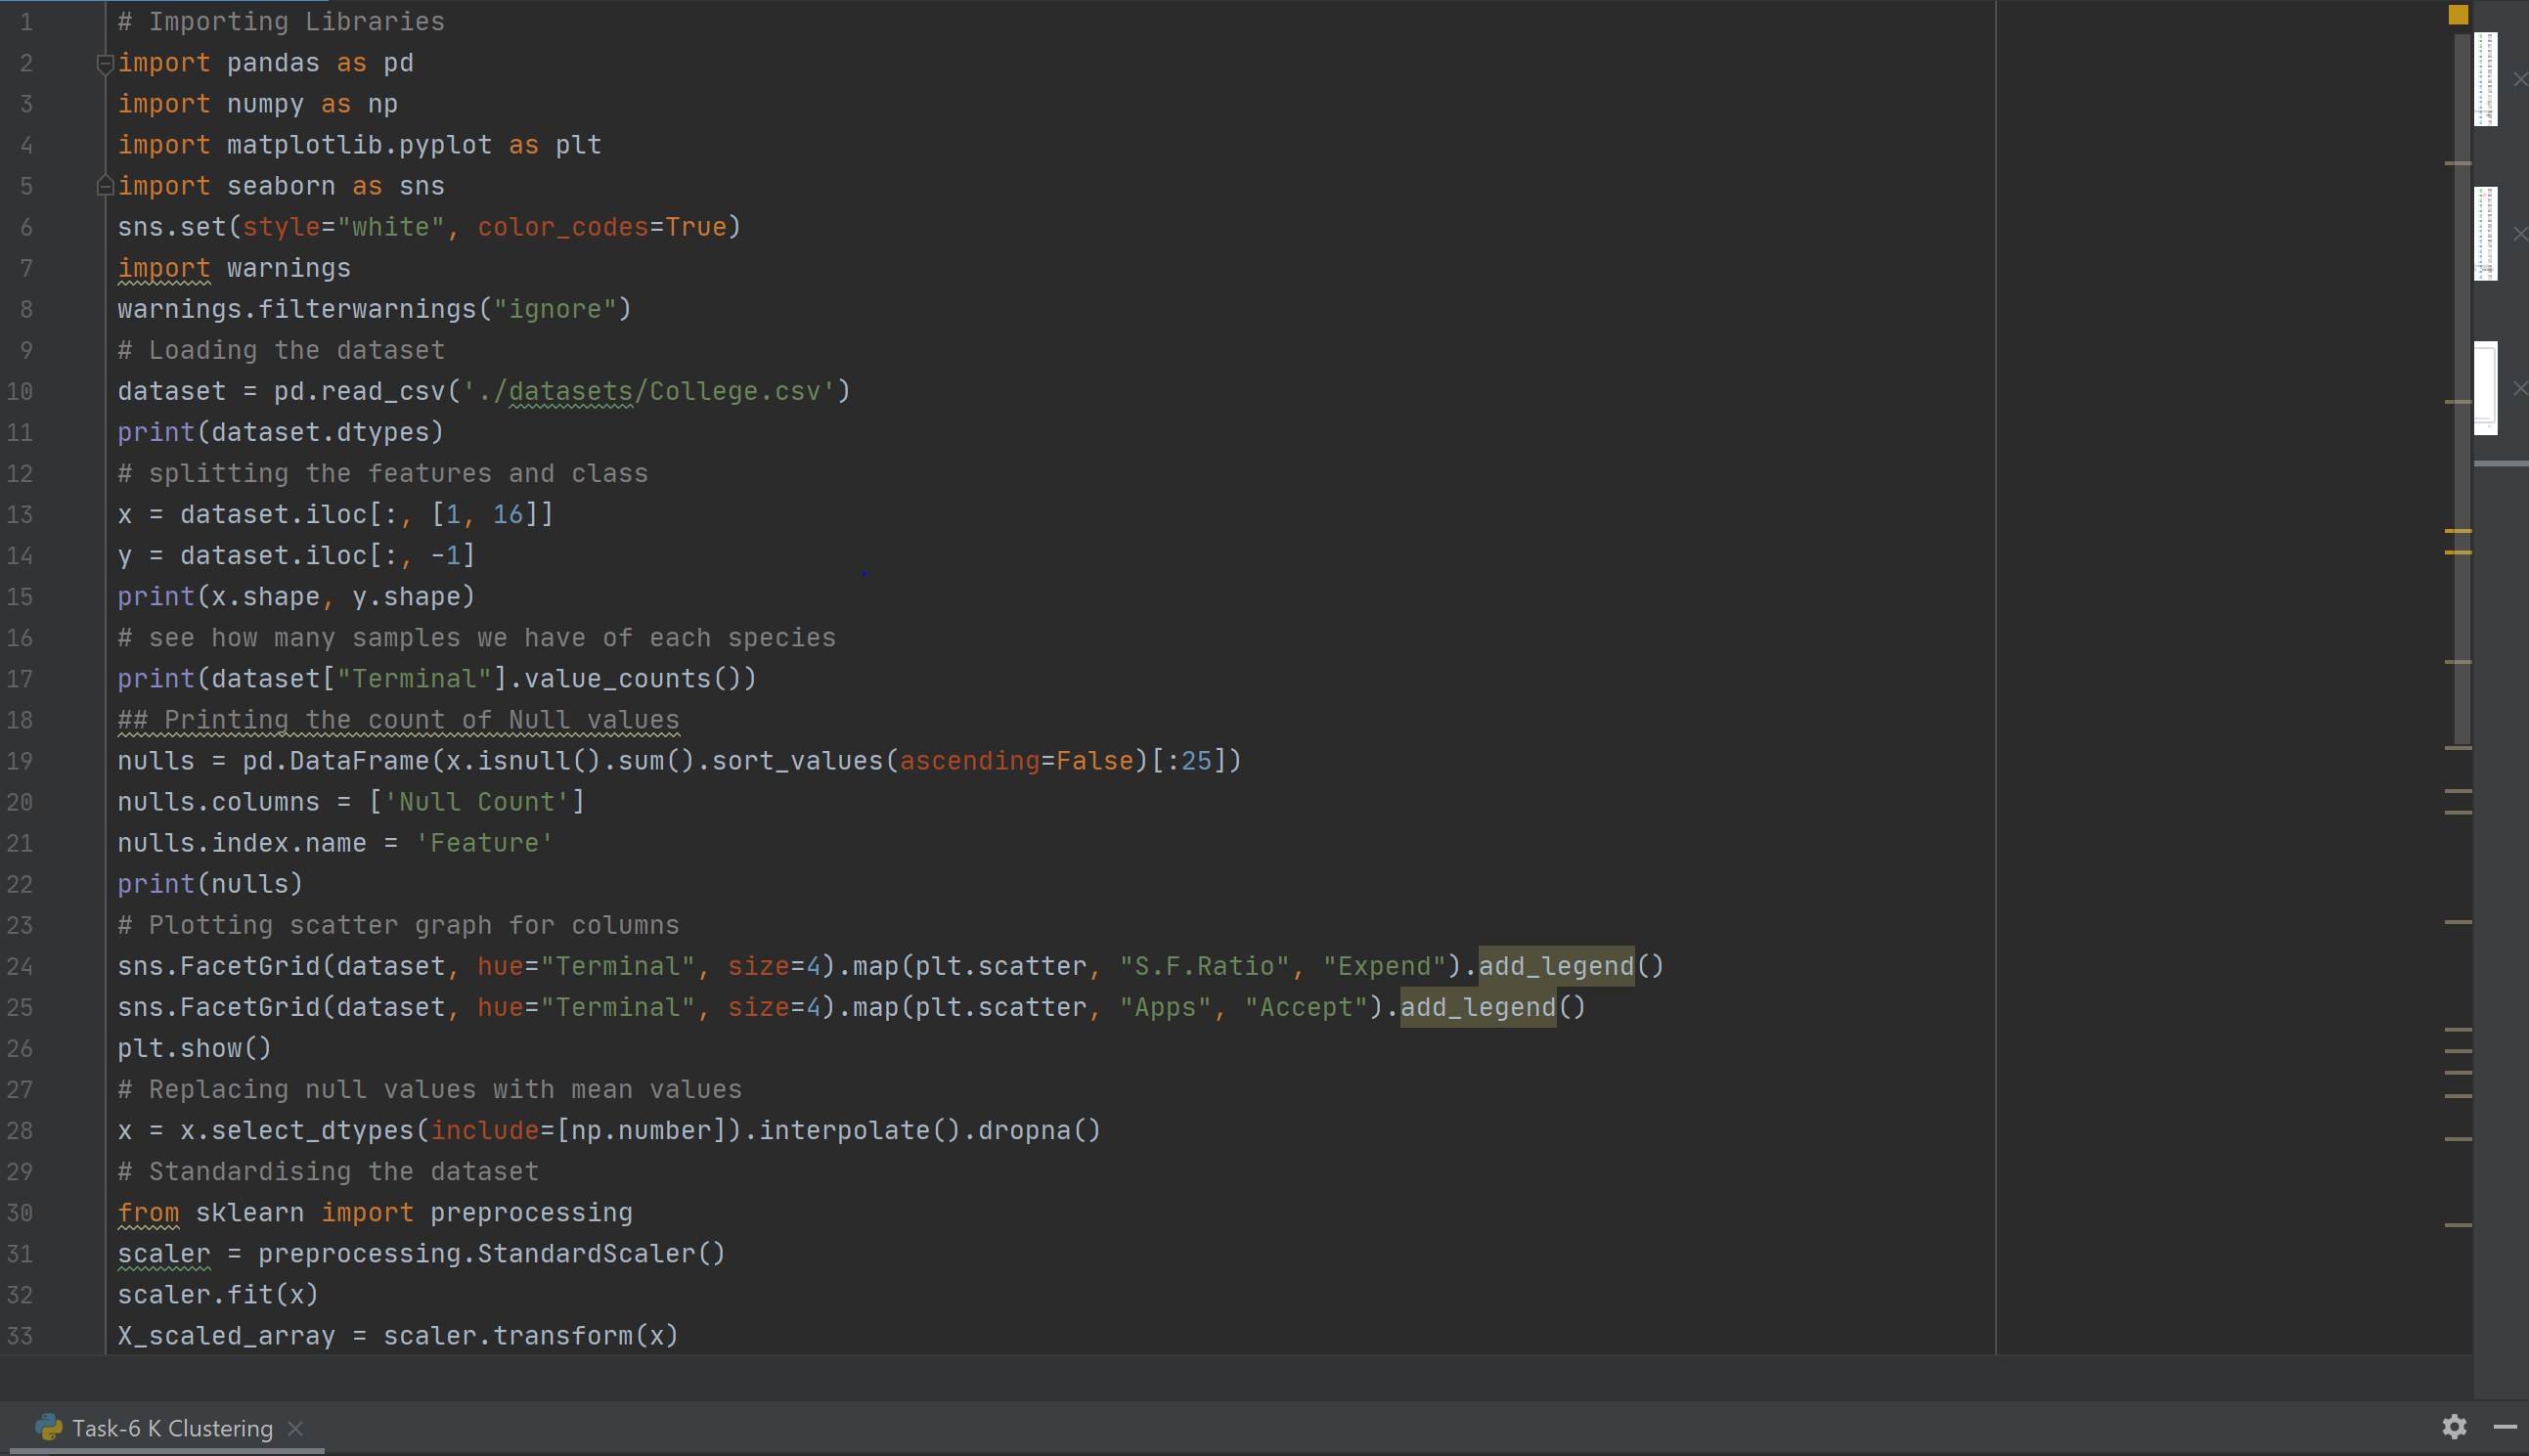 1 # Importing Libraries
2 import pandas as pd
3 import numpy as np
4 import matplotlib.pyplot as plt
5 import seaborn as sns
6 sns.set(style="white", color_codes=True)
7 import warnings
8 warnings.filterwarnings("ignore")
9 # Loading the dataset
10 dataset = pd.read_csv('./datasets/College.csv')
11 print(dataset.dtypes)
12 # splitting the features and class
13 x = dataset.iloc[:, [1, 16]]
14 y = dataset.iloc[:, -1]
15 print(x.shape, y.shape)
16 # see how many samples we have of each species
17 print(dataset["Terminal"].value_counts())
18 ## Printing the count of Null values
19 nulls = pd.DataFrame(x.isnull().sum().sort_values(ascending=False)[:25])
20 nulls.columns = ['Null Count']
21 nulls.index.name = 'Feature'
22 print(nulls)
23 # Plotting scatter graph for columns
24 sns.FacetGrid(dataset, hue="Terminal", size=4).map(plt.scatter, "S.F.Ratio", "Expend").add_legend()
25 sns.FacetGrid(dataset, hue="Terminal", size=4).map(plt.scatter, "Apps", "Accept").add_legend()
26 plt.show()
27 # Replacing null values with mean values
28 x = x.select_dtypes(include=[np.number]).interpolate().dropna()
29 # Standardising the dataset
30 from sklearn import preprocessing
31 scaler = preprocessing.StandardScaler()
32 scaler.fit(x)
33 X_scaled_array = scaler.transform(x)
Task-6 K Clustering